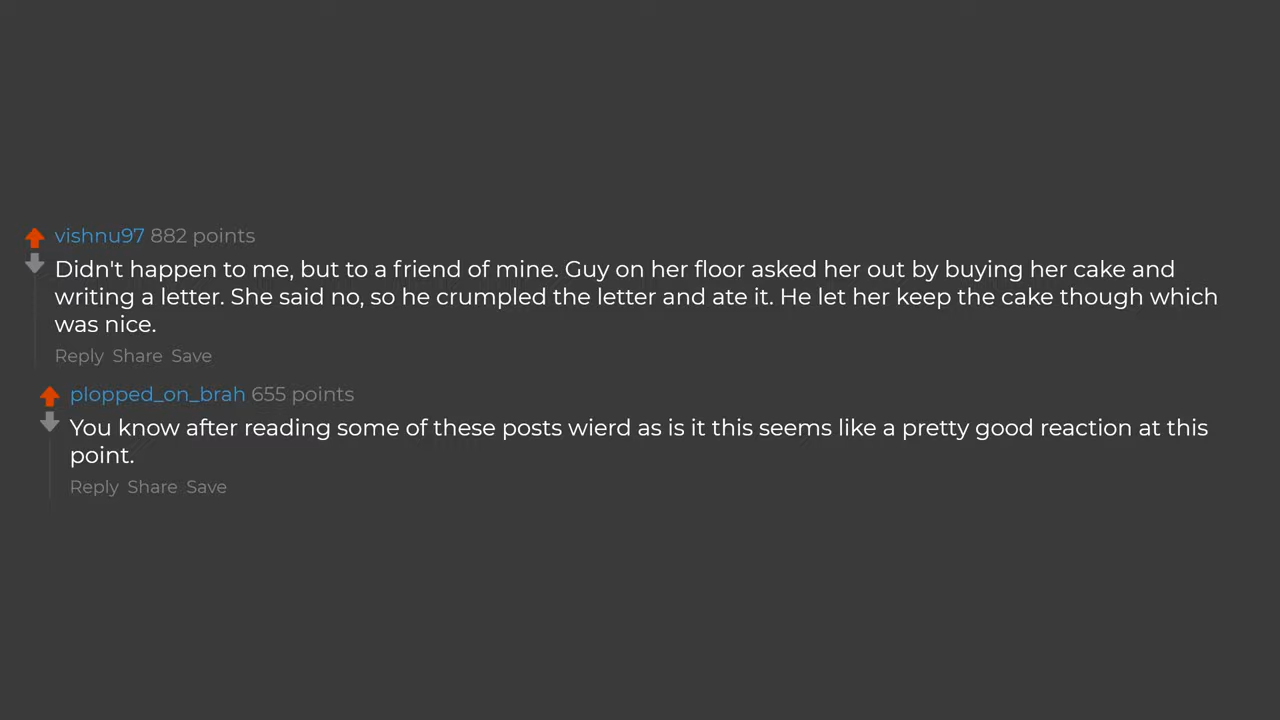 vishnu97 882 points
Didn't happen to me, but to a friend of mine. Guy on her floor asked her out by buying her cake and
writing a letter. She said no, so he crumpled the letter and ate it. He let her keep the cake though which
was nice.
Reply Share Save
plopped_on_brah 655 points
You know after reading some of these posts wierd as is it this seems like a pretty good reaction at this
point.
Reply Share Save